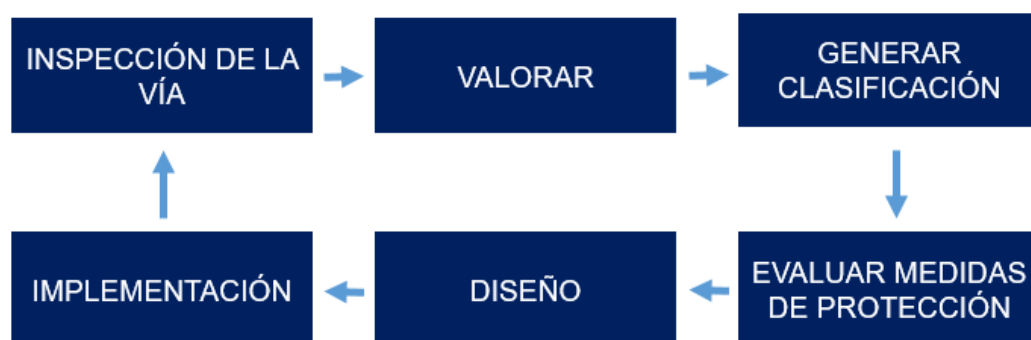 INSPECCIÓN DE LA
VÍA
VALORAR
GENERAR
CLASIFICACIÓN
EVALUAR MEDIDAS
DE PROTECCIÓN
DISEÑO
IMPLEMENTACIÓN